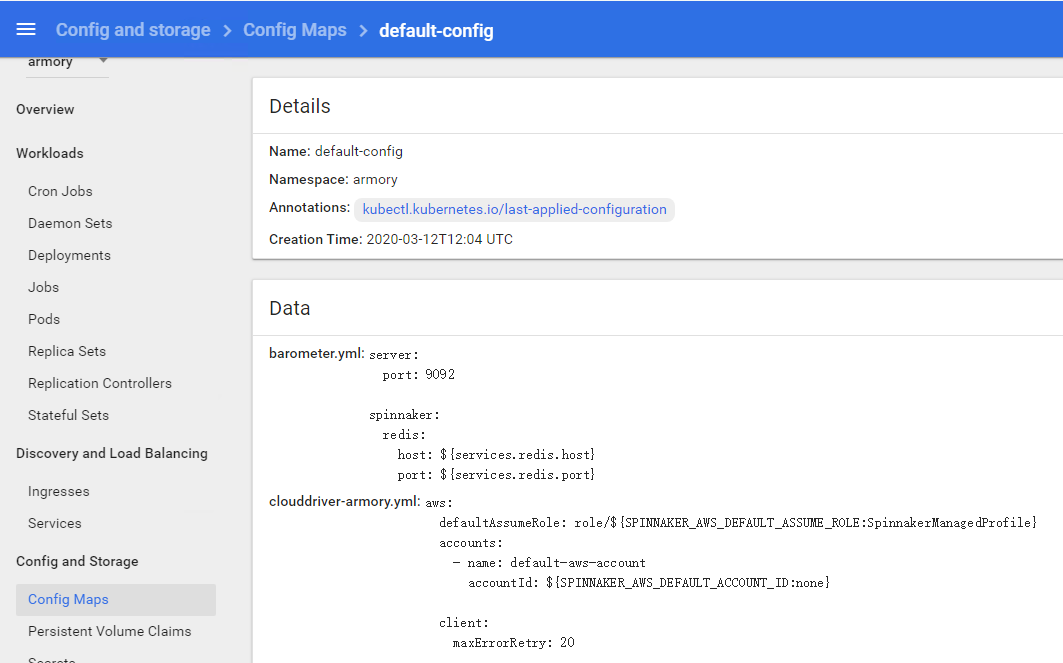 Config and storage > Config Maps > default-config
armory
Overview
Workloads
Cron Jobs
Daemon Sets
Deployments
Jobs
Pods
Replica Sets
Replication Controllers
Stateful Sets
Discovery and Load Balancing
Ingresses
Services
Config and Storage
Config Maps
Persistent Volume Claims
Secrets
Details
Name: default-config
Namespace: armory
Annotations: kubectl.kubernetes.io/last-applied-configuration
Creation Time: 2020-03-12T12:04 UTC
Data
barometer.yml: server:
port: 9092
spinnaker:
redis:
host: ${services.redis.host}
port: ${services.redis.port}
clouddriver-armory.yml: aws:
defaultAssumeRole: role/${SPINNAKER_AWS_DEFAULT_ASSUME_ROLE:SpinnakerManagedProfile}
accounts:
- name: default-aws-account
accountId: ${SPINNAKER_AWS_DEFAULT_ACCOUNT_ID:none}
client:
maxErrorRetry: 20